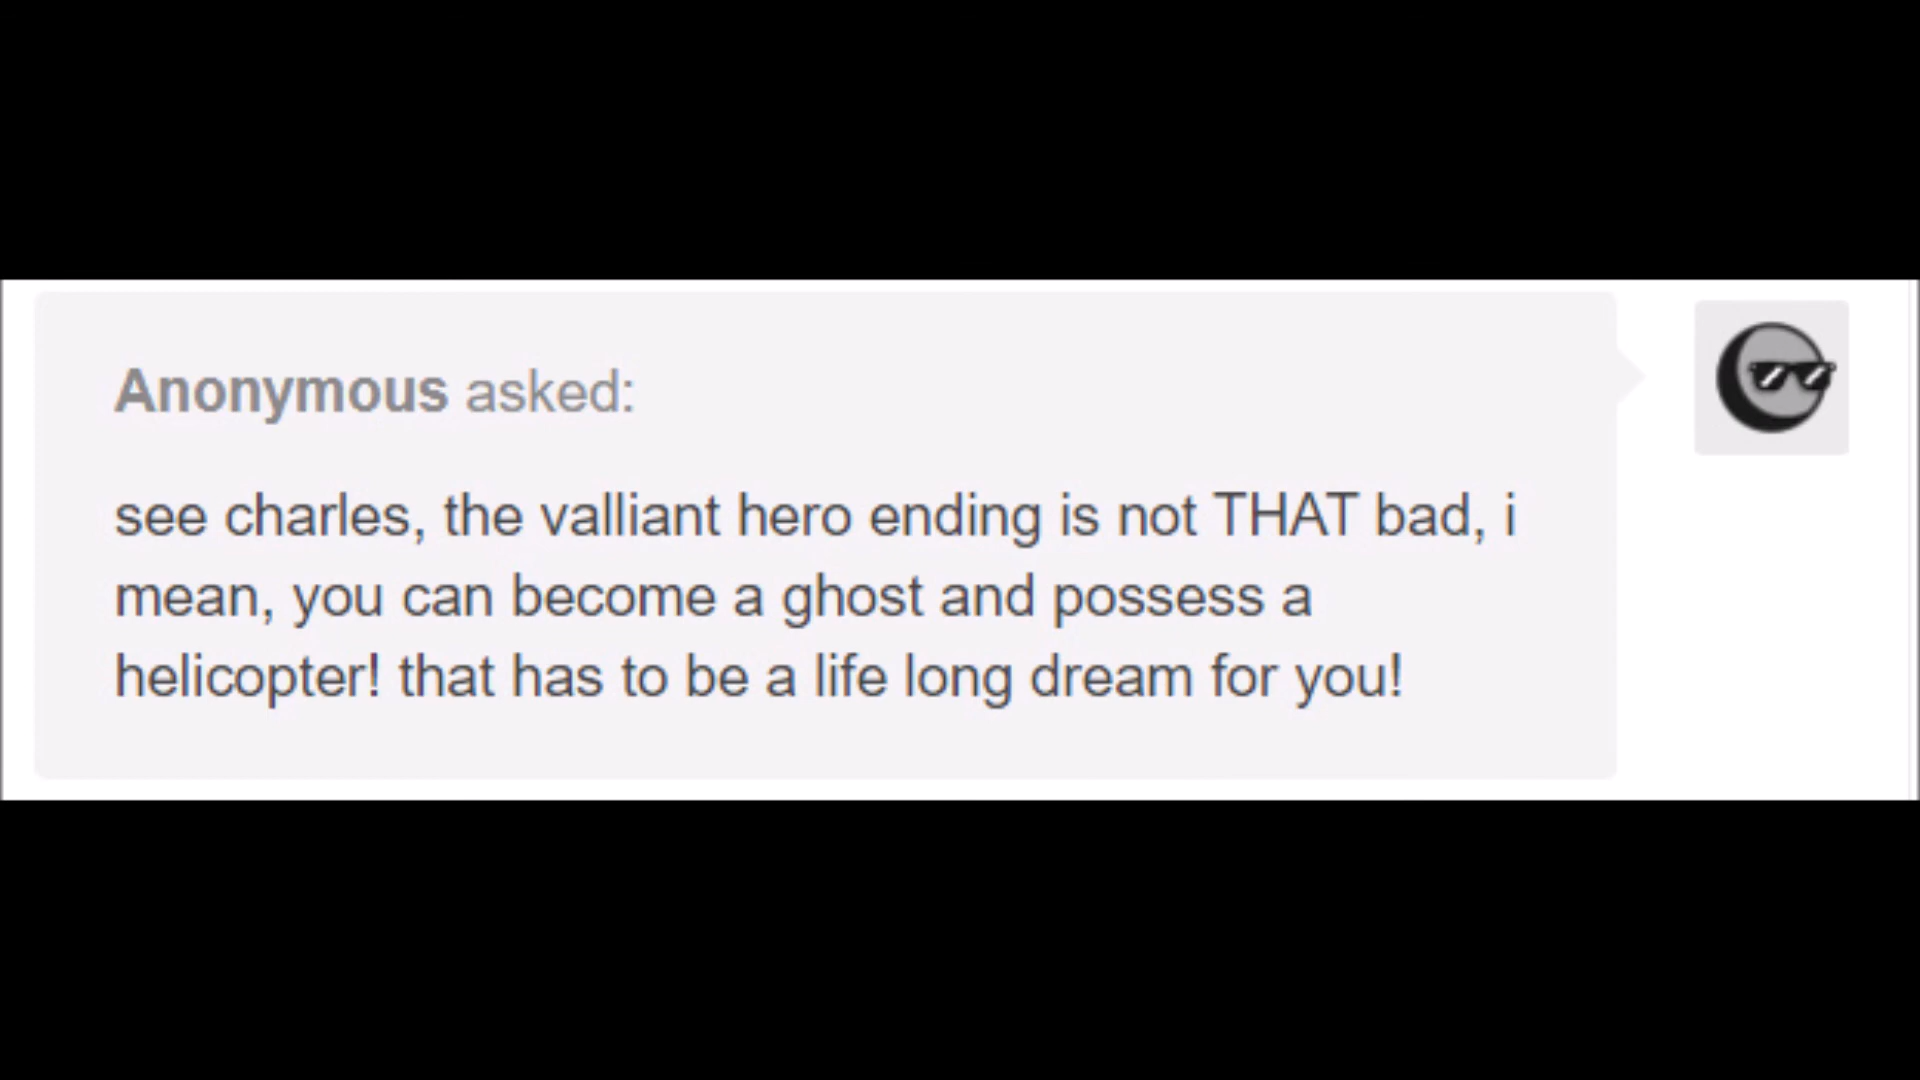 Anonymous asked:
see charles, the valliant hero ending is not THAT bad, i
mean, you can become a ghost and possess a
helicopter! that has to be a life long dream for you!